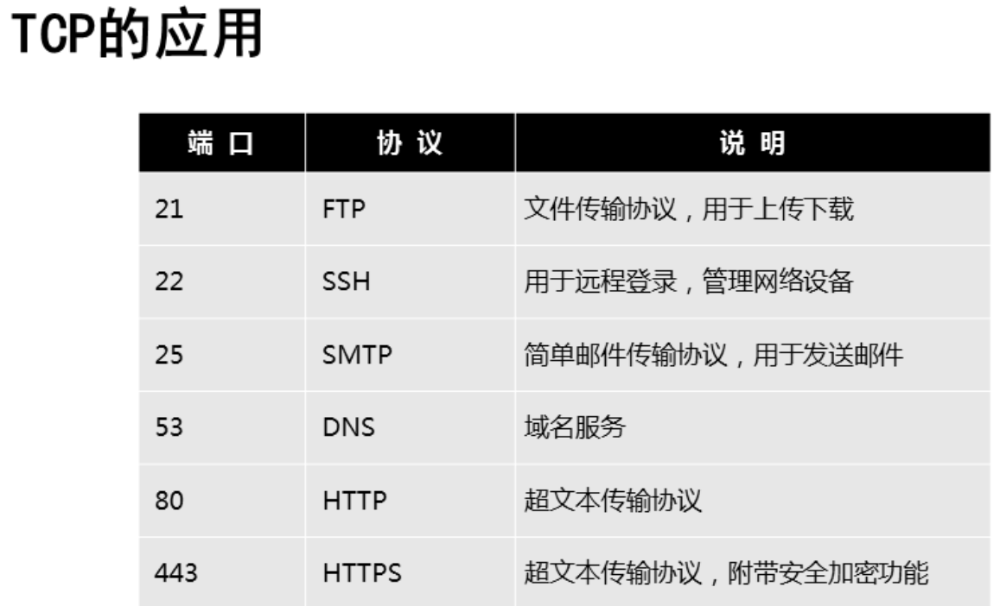 TCP的应用
端 口 协 议 说 明
21 FTP 文件传输协议，用于上传下载
22 SSH 用于远程登录，管理网络设备
25 SMTP 简单邮件传输协议，用于发送邮件
53 DNS 域名服务
80 HTTP 超文本传输协议
443 HTTPS 超文本传输协议，附带安全加密功能